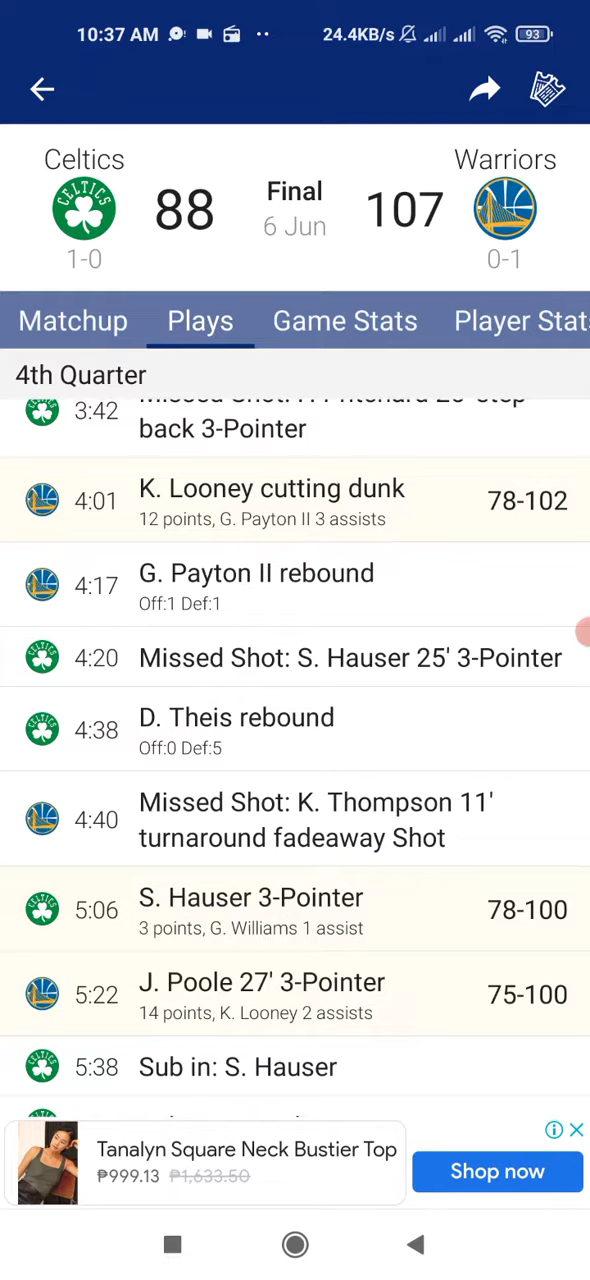 10:37 AM 24.4KB/s 93
Celtics Warriors
88 Final 107
6 Jun
1-0 0-1
Matchup Plays Game Stats Player Stat
4th Quarter
3:42 Missed Shot: P. Pritchard 26' step
back 3-Pointer
4:01 K. Looney cutting dunk 78-102
12 points, G. Payton II 3 assists
4:17 G. Payton II rebound
Off:1 Def:1
4:20 Missed Shot: S. Hauser 25' 3-Pointer
4:38 D. Theis rebound
Off:0 Def:5
4:40 Missed Shot: K. Thompson 11'
turnaround fadeaway Shot
5:06 S. Hauser 3-Pointer 78-100
3 points, G. Williams 1 assist
5:22 J. Poole 27' 3-Pointer 75-100
14 points, K. Looney 2 assists
5:38 Sub in: S. Hauser
Tanalyn Square Neck Bustier Top
₱999.13 ₱1,633.50
Shop now